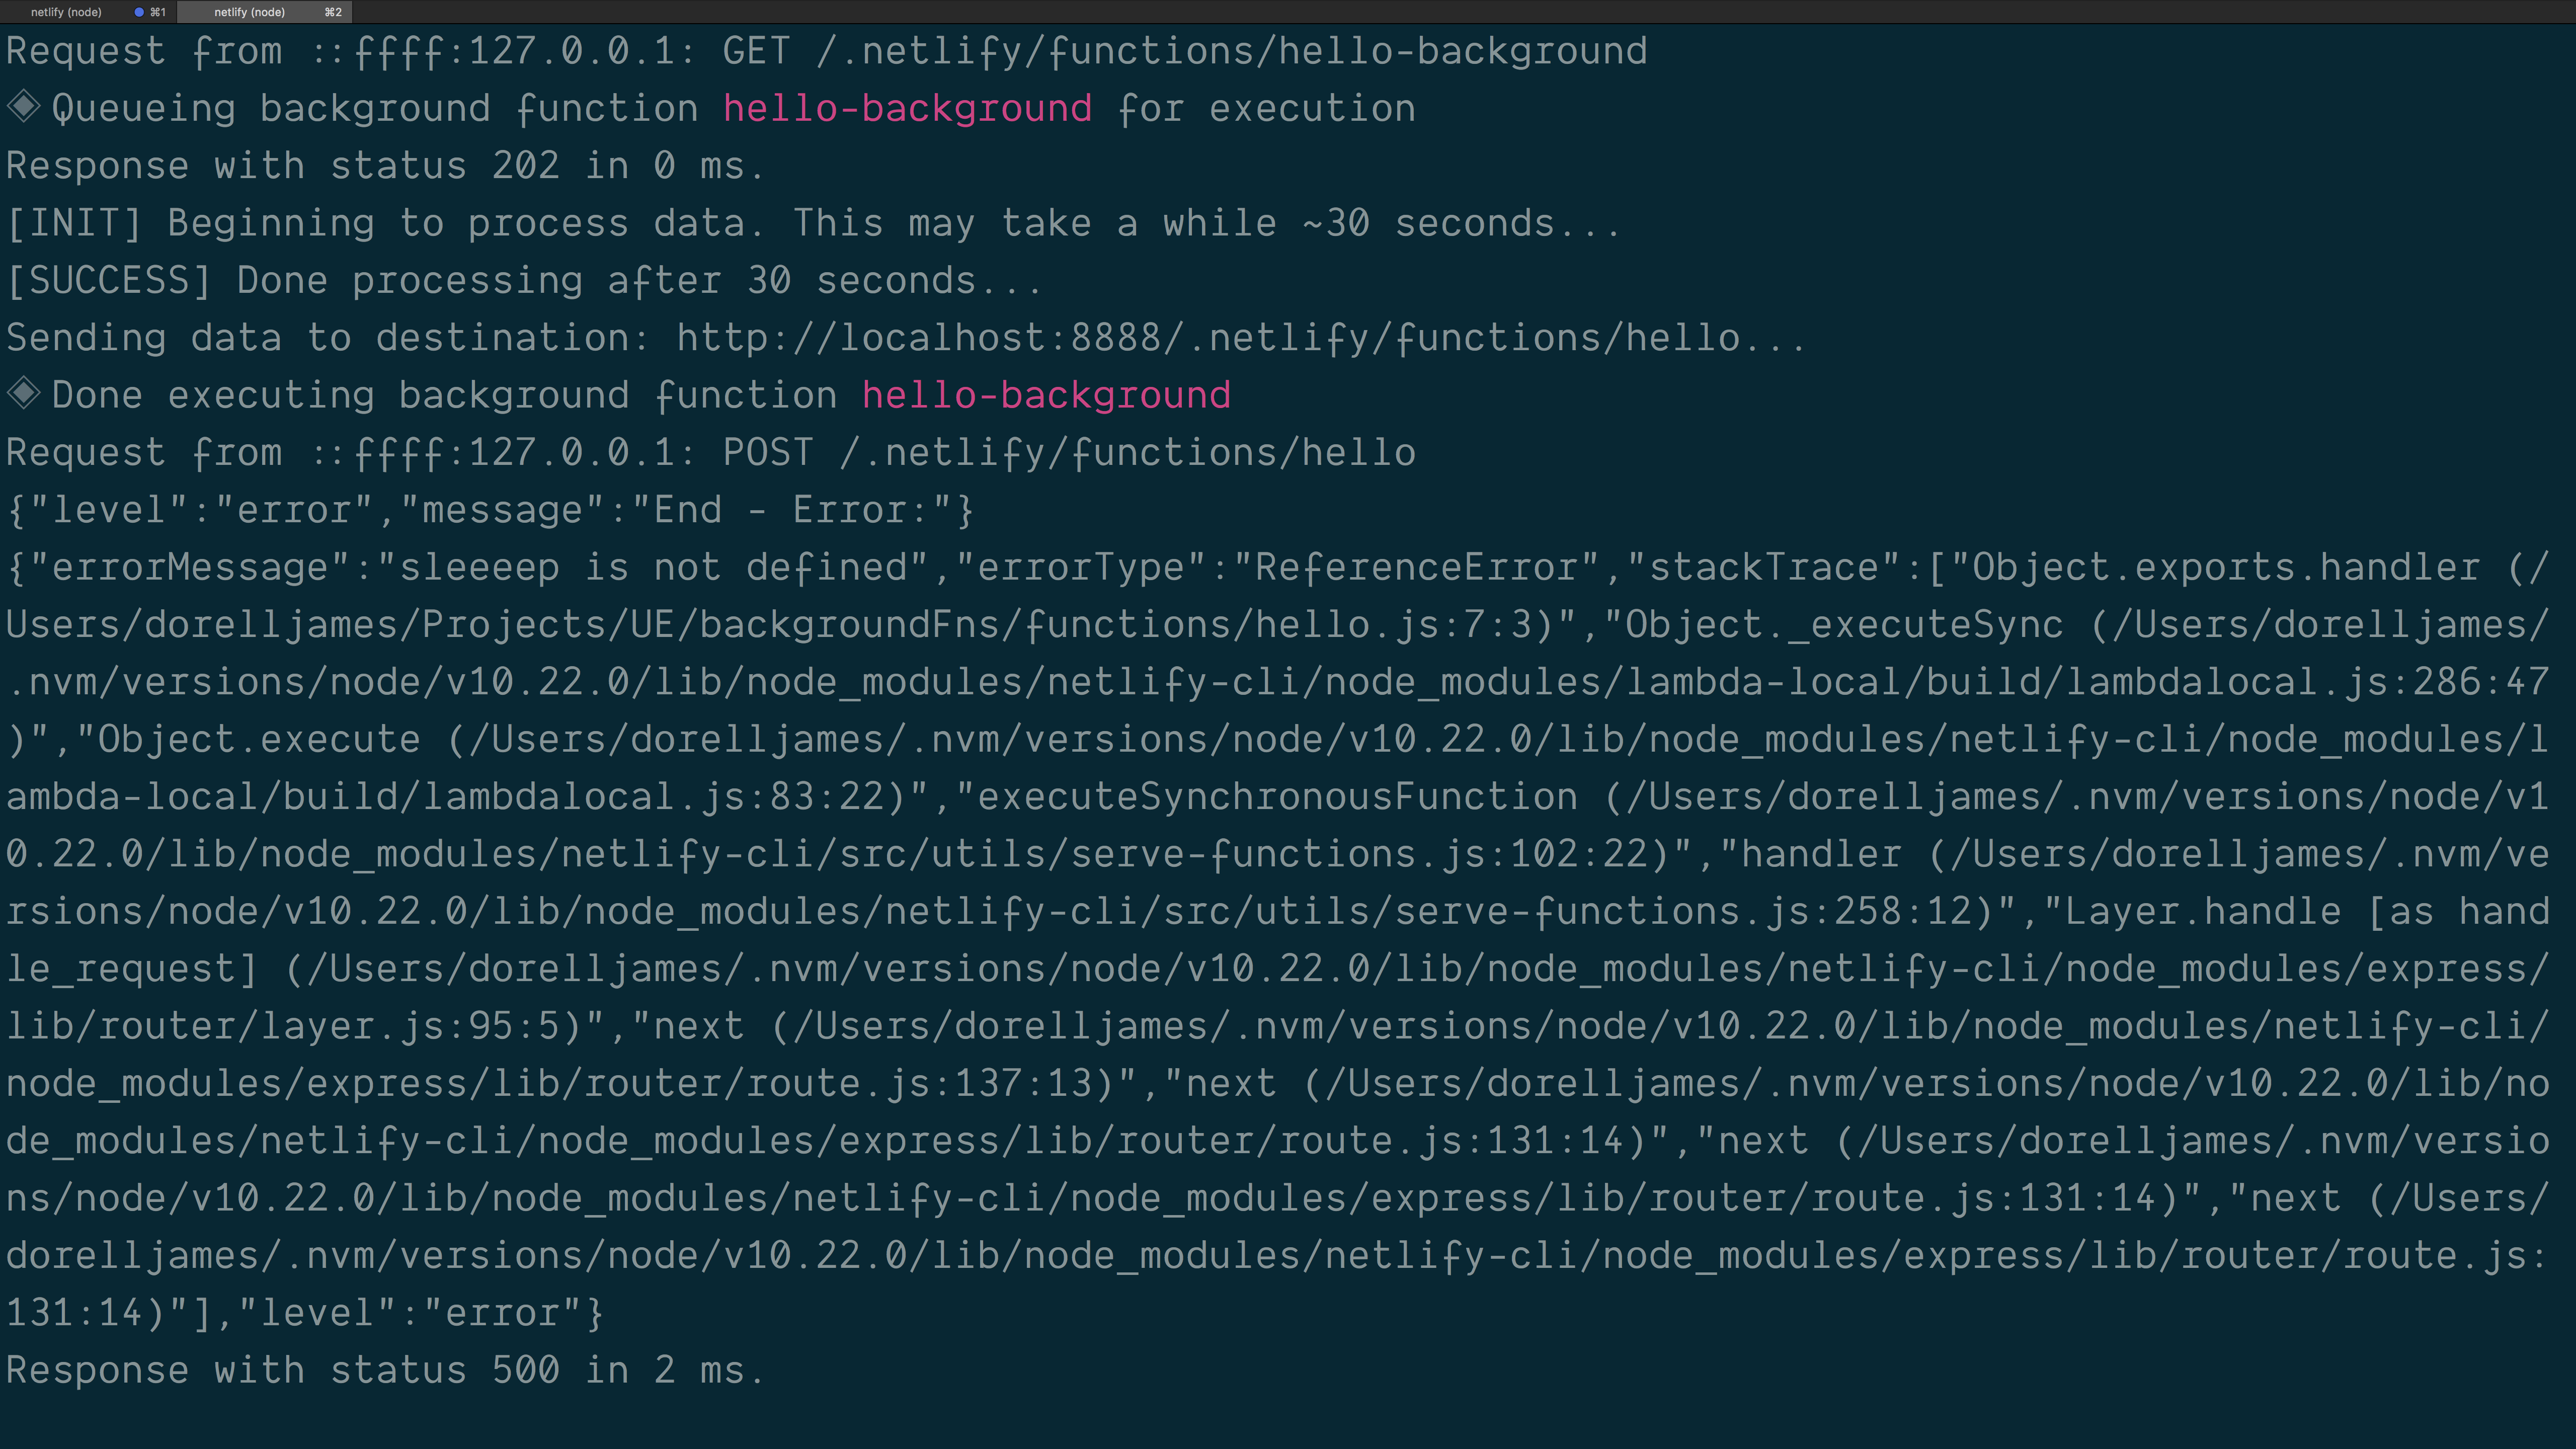 netlify (node) ⌘1 netlify (node) ⌘2
Request from ::ffff:127.0.0.1: GET /.netlify/functions/hello-background
◈ Queueing background function hello-background for execution
Response with status 202 in 0 ms.
[INIT] Beginning to process data. This may take a while ~30 seconds...
[SUCCESS] Done processing after 30 seconds...
Sending data to destination: http://localhost:8888/.netlify/functions/hello...
◈ Done executing background function hello-background
Request from ::ffff:127.0.0.1: POST /.netlify/functions/hello
{"level":"error","message":"End - Error:"}
{"errorMessage":"sleeeep is not defined","errorType":"ReferenceError","stackTrace":["Object.exports.handler (/
Users/dorelljames/Projects/UE/backgroundFns/functions/hello.js:7:3)","Object._executeSync (/Users/dorelljames/
.nvm/versions/node/v10.22.0/lib/node_modules/netlify-cli/node_modules/lambda-local/build/lambdalocal.js:286:47
)","Object.execute (/Users/dorelljames/.nvm/versions/node/v10.22.0/lib/node_modules/netlify-cli/node_modules/l
ambda-local/build/lambdalocal.js:83:22)","executeSynchronousFunction (/Users/dorelljames/.nvm/versions/node/v1
0.22.0/lib/node_modules/netlify-cli/src/utils/serve-functions.js:102:22)","handler (/Users/dorelljames/.nvm/ve
rsions/node/v10.22.0/lib/node_modules/netlify-cli/src/utils/serve-functions.js:258:12)","Layer.handle [as hand
le_request] (/Users/dorelljames/.nvm/versions/node/v10.22.0/lib/node_modules/netlify-cli/node_modules/express/
lib/router/layer.js:95:5)","next (/Users/dorelljames/.nvm/versions/node/v10.22.0/lib/node_modules/netlify-cli/
node_modules/express/lib/router/route.js:137:13)","next (/Users/dorelljames/.nvm/versions/node/v10.22.0/lib/no
de_modules/netlify-cli/node_modules/express/lib/router/route.js:131:14)","next (/Users/dorelljames/.nvm/versio
ns/node/v10.22.0/lib/node_modules/netlify-cli/node_modules/express/lib/router/route.js:131:14)","next (/Users/
dorelljames/.nvm/versions/node/v10.22.0/lib/node_modules/netlify-cli/node_modules/express/lib/router/route.js:
131:14)"],"level":"error"}
Response with status 500 in 2 ms.